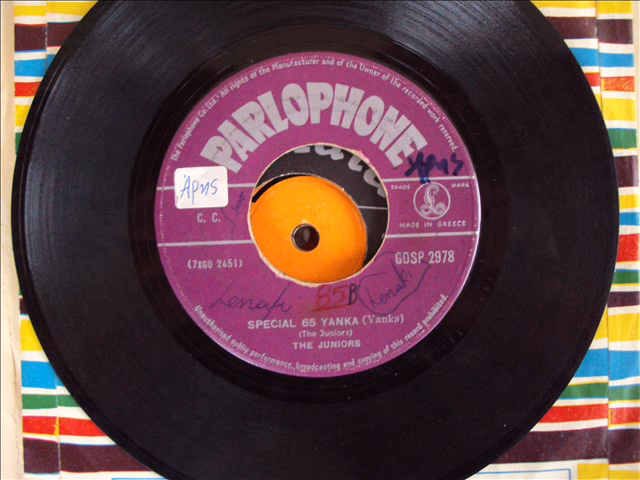 The Parlophone Co. Ltd. - All rights of the Manufacturer and of the Owner of the recorded work reserved.
PARLOPHONE
Άρης
Άρης
TRADE MARK
£
C. C.
MADE IN GREECE
(7XGO 2451)
GDSP 2978
65B
SPECIAL 65 YANKA (Yanka)
(The Juniors)
THE JUNIORS
Unauthorised public performance, broadcasting and copying of this record prohibited.